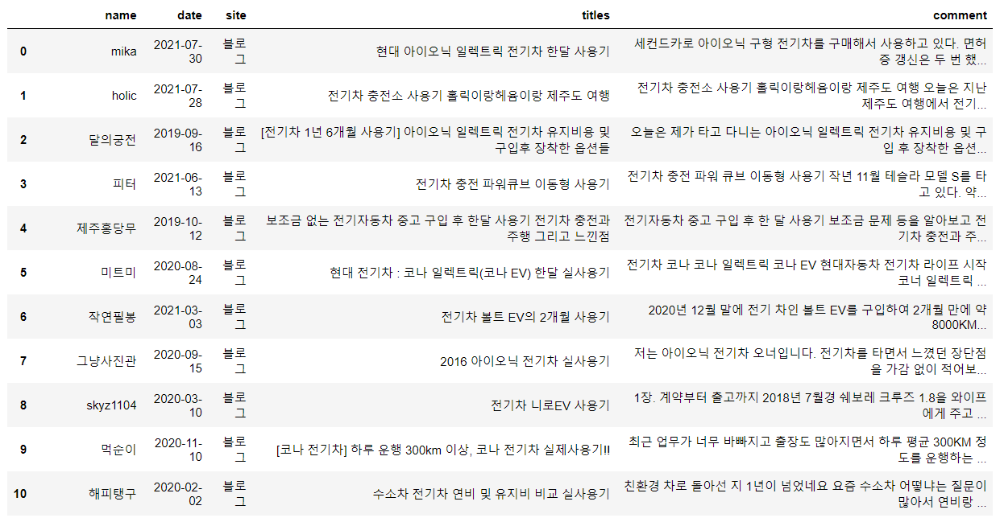 name date site titles comment
0 mika 2021-07-30 블로그 현대 아이오닉 일렉트릭 전기차 한달 사용기 세컨드카로 아이오닉 구형 전기차를 구매해서 사용하고 있다. 면허증 갱신은 두 번 했...
1 holic 2021-07-28 블로그 전기차 충전소 사용기 홀릭이랑헤윰이랑 제주도 여행 전기차 충전소 사용기 홀릭이랑헤윰이랑 제주도 여행 오늘은 지난 제주도 여행에서 전기...
2 달의궁전 2019-09-16 블로그 [전기차 1년 6개월 사용기] 아이오닉 일렉트릭 전기차 유지비용 및 구입후 장착한 옵션들 오늘은 제가 타고 다니는 아이오닉 일렉트릭 전기차 유지비용 및 구입 후 장착한 옵션...
3 피터 2021-06-13 블로그 전기차 충전 파워큐브 이동형 사용기 전기차 충전 파워 큐브 이동형 사용기 작년 11월 테슬라 모델 S를 타고 있다. 약...
4 제주홍당무 2019-10-12 블로그 보조금 없는 전기자동차 중고 구입 후 한달 사용기 전기차 충전과 주행 그리고 느낀점 전기자동차 중고 구입 후 한 달 사용기 보조금 문제 등을 알아보고 전기차 충전과 주...
5 미트미 2020-08-24 블로그 현대 전기차 : 코나 일렉트릭(코나 EV) 한달 실사용기 전기차 코나 코나 일렉트릭 코나 EV 현대자동차 전기차 라이프 시작 코너 일렉트릭 ...
6 작연필봉 2021-03-03 블로그 전기차 볼트 EV의 2개월 사용기 2020년 12월 말에 전기 차인 볼트 EV를 구입하여 2개월 만에 약 8000KM...
7 그냥사진관 2020-09-15 블로그 2016 아이오닉 전기차 실사용기 저는 아이오닉 전기차 오너입니다. 전기차를 타면서 느꼈던 장단점을 가감 없이 적어보...
8 skyz1104 2020-03-10 블로그 전기차 니로EV 사용기 1장. 계약부터 출고까지 2018년 7월경 쉐보레 크루즈 1.8을 와이프에게 주고 ...
9 먹순이 2020-11-10 블로그 [코나 전기차] 하루 운행 300km 이상, 코나 전기차 실제사용기!! 최근 업무가 너무 바빠지고 출장도 많아지면서 하루 평균 300KM 정도를 운행하는 ...
10 해피탱구 2020-02-02 블로그 수소차 전기차 연비 및 유지비 비교 실사용기 친환경 차로 돌아선 지 1년이 넘었네요 요즘 수소차 어떻냐는 질문이 많아서 연비랑 ...